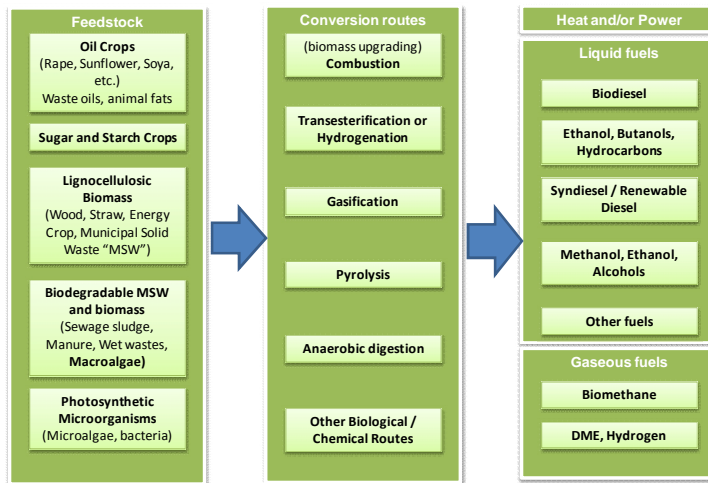 Feedstock
Oil Crops
(Rape, Sunflower, Soya,
etc.)
Waste oils, animal fats
Sugar and Starch Crops
Lignocellulosic
Biomass
(Wood, Straw, Energy
Crop, Municipal Solid
Waste “MSW”)
Biodegradable MSW
and biomass
(Sewage sludge,
Manure, Wet wastes,
Macroalgae)
Photosynthetic
Microorganisms
(Microalgae, bacteria)
Conversion routes
(biomass upgrading)
Combustion
Transesterification or
Hydrogenation
Gasification
Pyrolysis
Anaerobic digestion
Other Biological /
Chemical Routes
Heat and/or Power
Liquid fuels
Biodiesel
Ethanol, Butanols,
Hydrocarbons
Syndiesel / Renewable
Diesel
Methanol, Ethanol,
Alcohols
Other fuels
Gaseous fuels
Biomethane
DME, Hydrogen